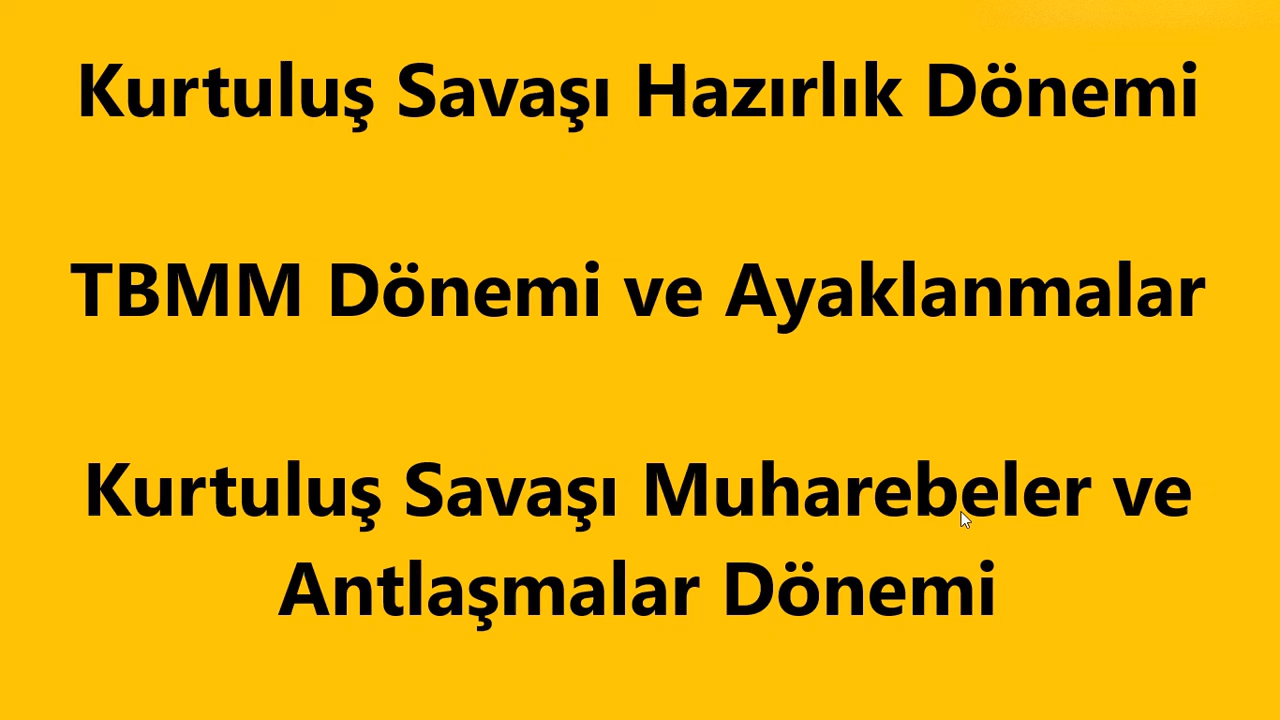 Kurtuluş Savaşı Hazırlık Dönemi
TBMM Dönemi ve Ayaklanmalar
Kurtuluş Savaşı Muharebeler ve
Antlaşmalar Dönemi